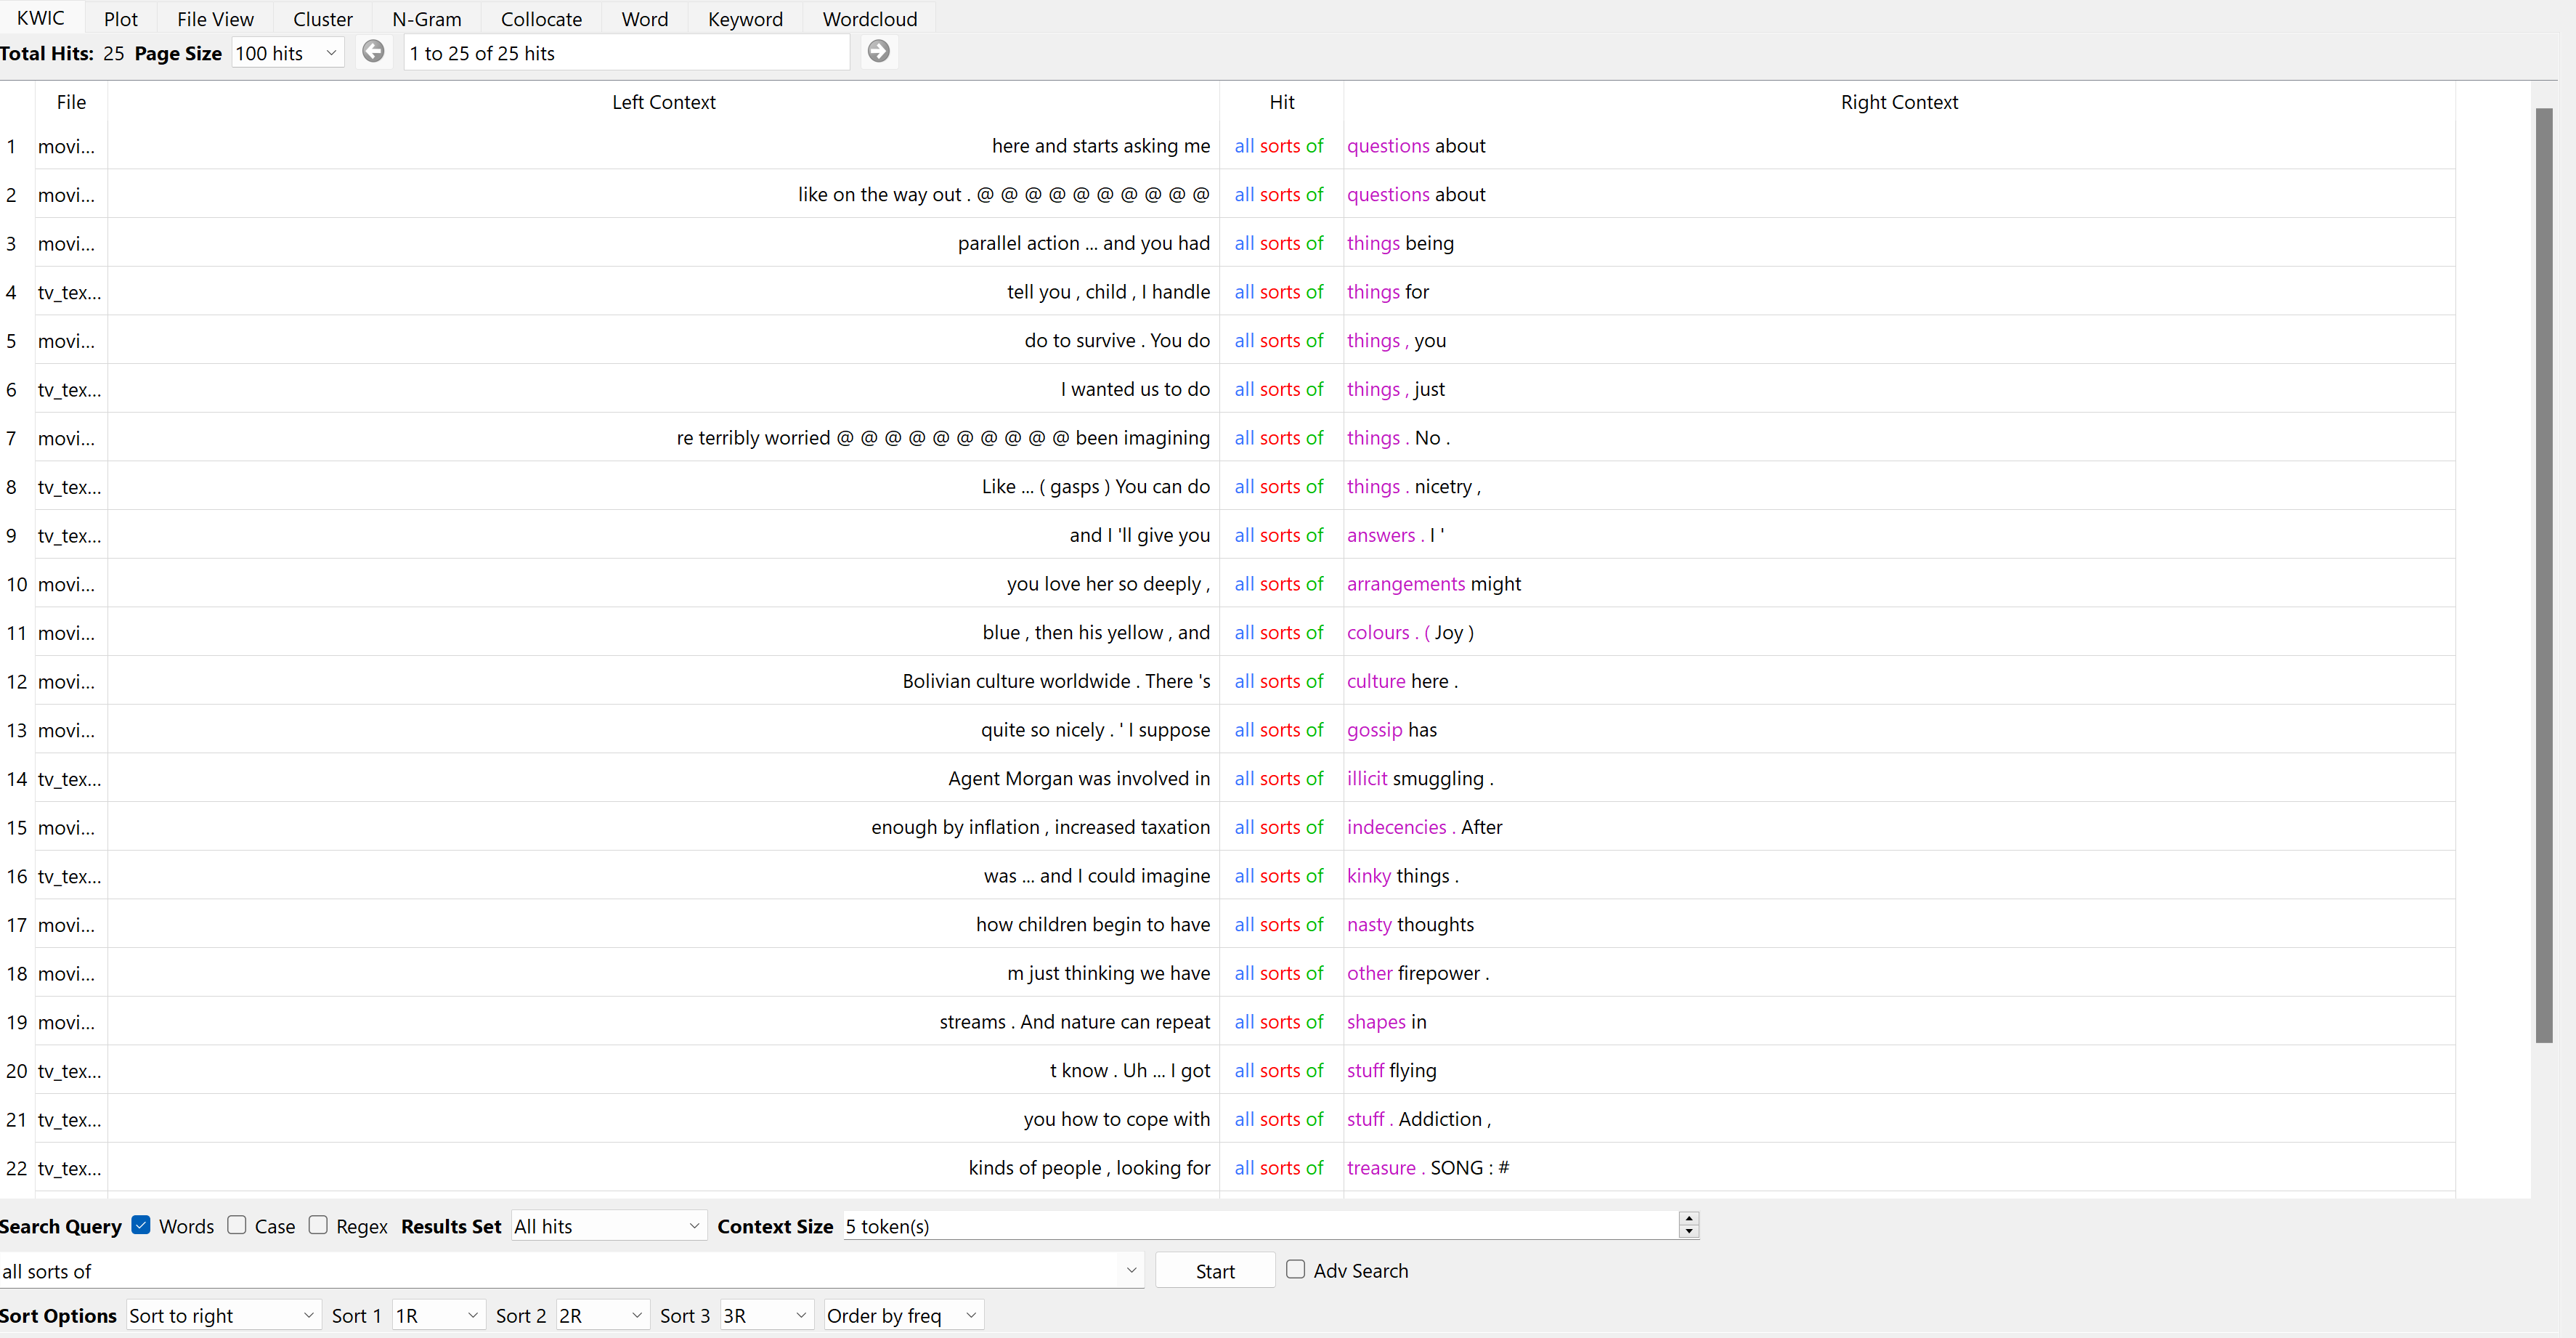 KWIC Plot File View Cluster N-Gram Collocate Word Keyword Wordcloud
Total Hits: 25 Page Size 100 hits 1 to 25 of 25 hits
File Left Context Hit Right Context
1 movi... here and starts asking me all sorts of questions about
2 movi... like on the way out . @ @ @ @ @ @ @ @ @ @ all sorts of questions about
3 movi... parallel action ... and you had all sorts of things being
4 tv_tex... tell you , child , I handle all sorts of things for
5 movi... do to survive . You do all sorts of things , you
6 tv_tex... I wanted us to do all sorts of things , just
7 movi... re terribly worried @ @ @ @ @ @ @ @ @ @ been imagining all sorts of things . No .
8 tv_tex... Like ... ( gasps ) You can do all sorts of things . nicetry ,
9 tv_tex... and I 'll give you all sorts of answers . I '
10 movi... you love her so deeply , all sorts of arrangements might
11 movi... blue , then his yellow , and all sorts of colours . ( Joy )
12 movi... Bolivian culture worldwide . There 's all sorts of culture here .
13 movi... quite so nicely . ' I suppose all sorts of gossip has
14 tv_tex... Agent Morgan was involved in all sorts of illicit smuggling .
15 movi... enough by inflation , increased taxation all sorts of indecencies . After
16 tv_tex... was ... and I could imagine all sorts of kinky things .
17 movi... how children begin to have all sorts of nasty thoughts
18 movi... m just thinking we have all sorts of other firepower .
19 movi... streams . And nature can repeat all sorts of shapes in
20 tv_tex... t know . Uh ... I got all sorts of stuff flying
21 tv_tex... you how to cope with all sorts of stuff . Addiction ,
22 tv_tex... kinds of people , looking for all sorts of treasure . SONG : #
Search Query Words Case Regex Results Set All hits Context Size 5 token(s)
all sorts of Start Adv Search
Sort Options Sort to right Sort 1 1R Sort 2 2R Sort 3 3R Order by freq